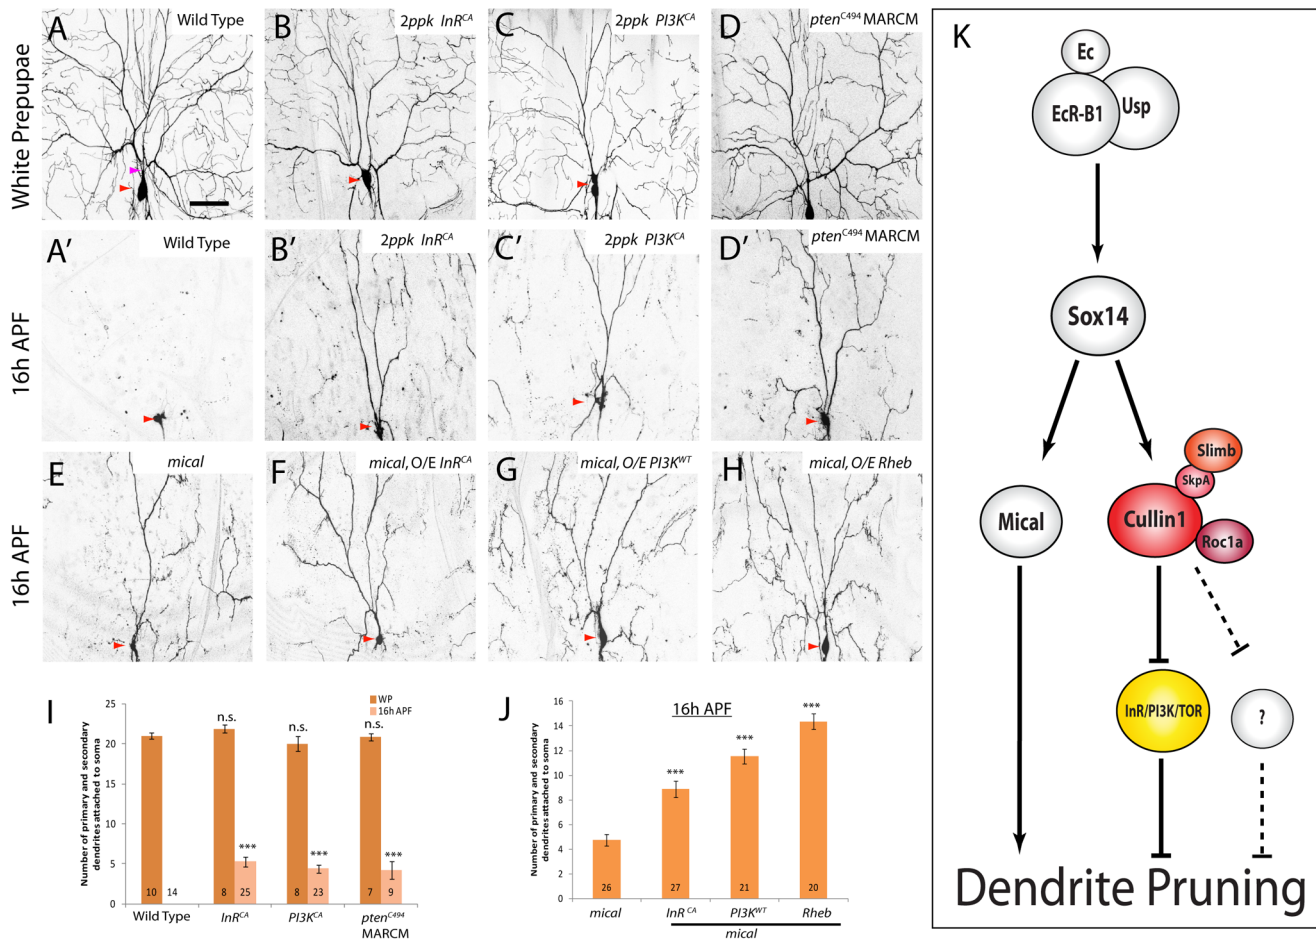 A
Wild Type
B
2ppk InR^CA
C
2ppk PI3K^CA
D
pten^C494 MARCM
White Prepupae
A′
Wild Type
B′
2ppk InR^CA
C′
2ppk PI3K^CA
D′
pten^C494 MARCM
16h APF
E
mical
F
mical, O/E InR^CA
G
mical, O/E PI3K^WT
H
mical, O/E Rheb
16h APF
I
WP
16h APF
Number of primary and secondary
dendrites attached to soma
25
20
15
10
5
0
n.s.
n.s.
n.s.
***
***
***
10 14 8 25 8 23 7 9
Wild Type InR^CA PI3K^CA pten^C494
MARCM
J
16h APF
Number of primary and secondary
dendrites attached to soma
16
14
12
10
8
6
4
2
0
***
***
***
26 27 21 20
mical InR CA PI3K^WT Rheb
mical
K
Ec
EcR-B1
Usp
Sox14
Mical
Cullin1
SkpA
Slimb
Roc1a
InR/PI3K/TOR
?
Dendrite Pruning